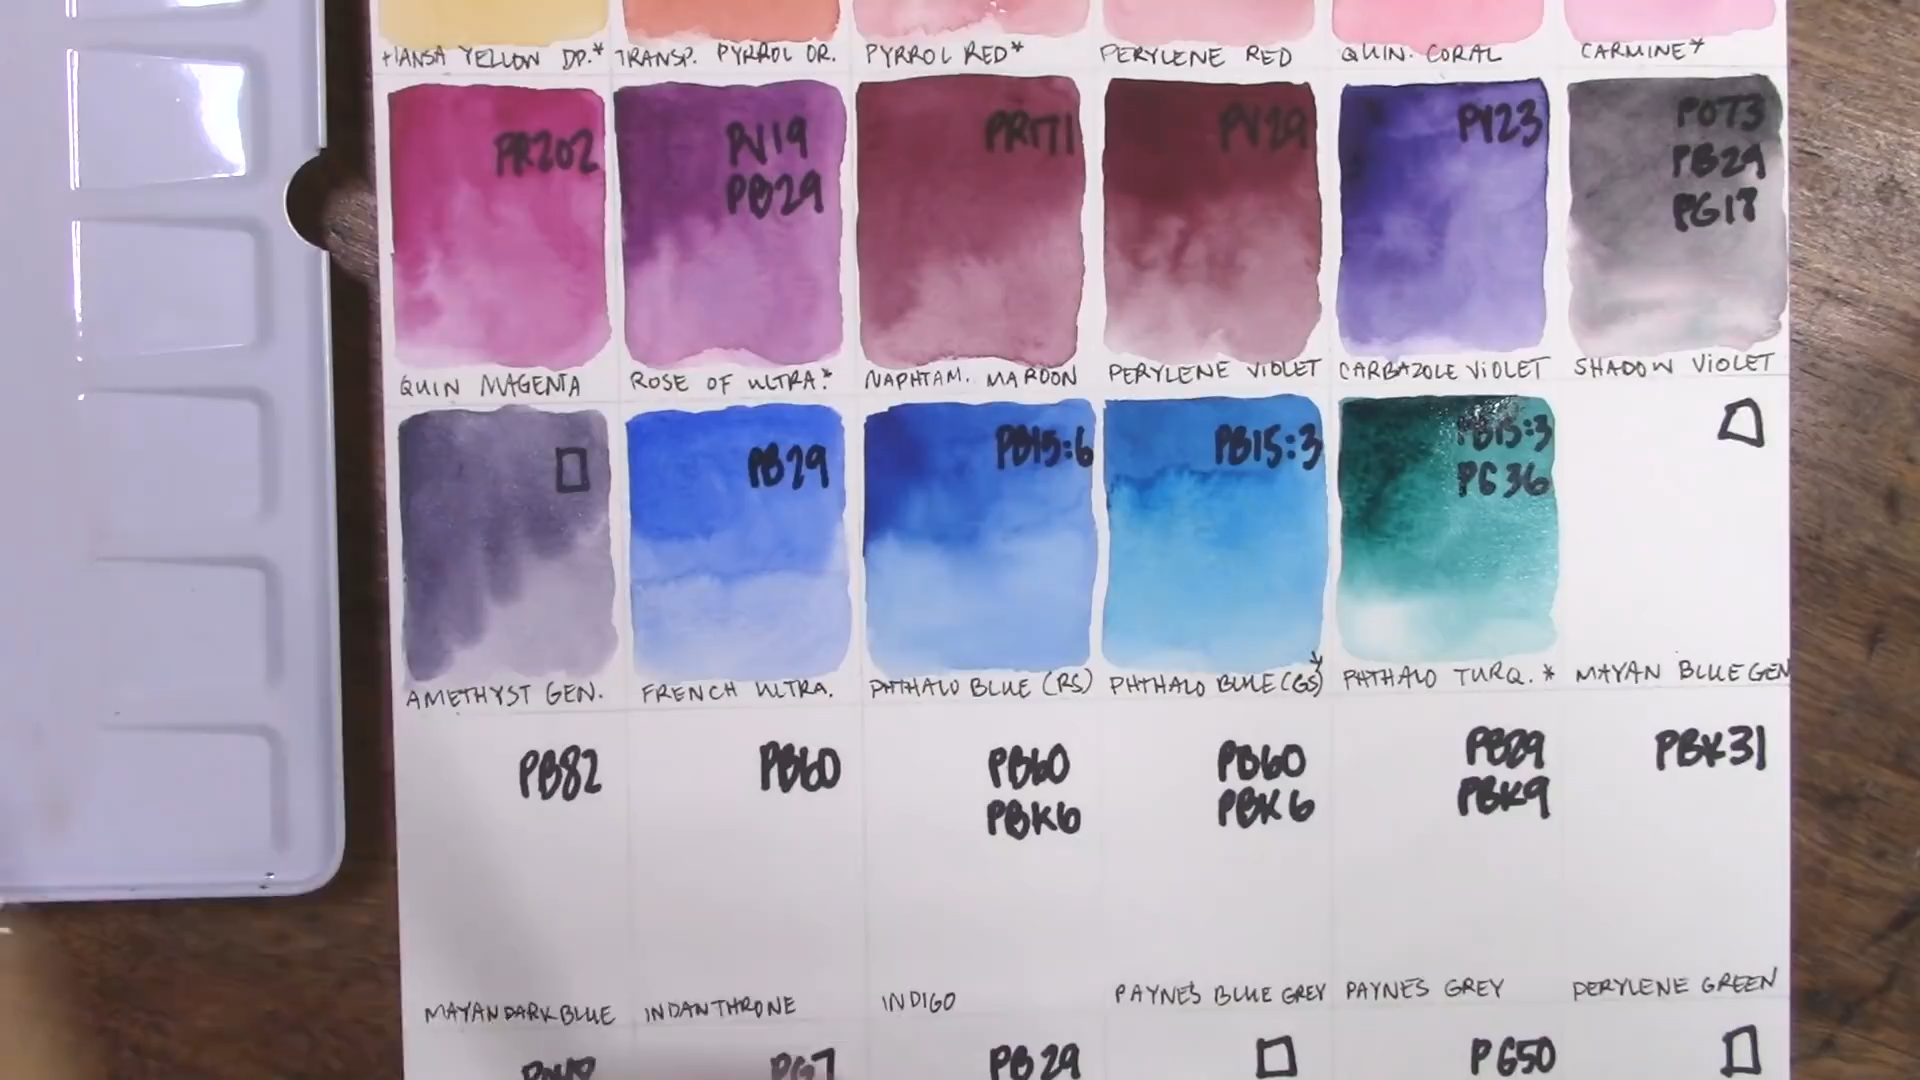 HANSA YELLOW DP.* TRANSP. PYRROL OR. PYRROL RED* PERYLENE RED QUIN. CORAL CARMINE*
PR202 PV19 PR171 PV29 PV23 PO73
PB29 PB29
PG18
QUIN MAGENTA ROSE OF ULTRA.* NAPHTAM. MAROON PERYLENE VIOLET CARBAZOLE VIOLET SHADOW VIOLET
PB29 PB15:6 PB15:3 PB15:3
PG36
AMETHYST GEN. FRENCH ULTRA. PHTHALO BLUE (RS) PHTHALO BLUE (GS)* PHTHALO TURQ. * MAYAN BLUE GEN
PB82 PB60 PB60 PB60 PB29 PBK31
PBK6 PBK6 PBK9
MAYAN DARK BLUE INDANTHRONE INDIGO PAYNES BLUE GREY PAYNES GREY PERYLENE GREEN
PG7 PB29 PG50